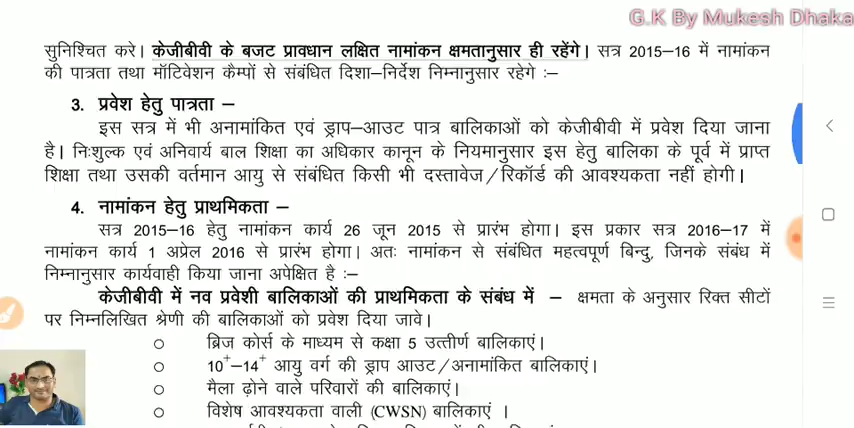 G.K By Mukesh Dhaka
सुनिश्चित करे। केजीबीवी के बजट प्रावधान लक्षित नामांकन क्षमतानुसार ही रहेंगे। सत्र 2015–16 में नामांकन
की पात्रता तथा मॉटिवेशन कैम्पों से संबंधित दिशा–निर्देश निम्नानुसार रहेगे :–
3. प्रवेश हेतु पात्रता –
इस सत्र में भी अनामांकित एवं ड्राप–आउट पात्र बालिकाओं को केजीबीवी में प्रवेश दिया जाना
है। निःशुल्क एवं अनिवार्य बाल शिक्षा का अधिकार कानून के नियमानुसार इस हेतु बालिका के पूर्व में प्राप्त
शिक्षा तथा उसकी वर्तमान आयु से संबंधित किसी भी दस्तावेज/रिकॉर्ड की आवश्यकता नहीं होगी।
4. नामांकन हेतु प्राथमिकता –
सत्र 2015–16 हेतु नामांकन कार्य 26 जून 2015 से प्रारंभ होगा। इस प्रकार सत्र 2016–17 में
नामांकन कार्य 1 अप्रेल 2016 से प्रारंभ होगा। अतः नामांकन से संबंधित महत्वपूर्ण बिन्दु, जिनके संबंध में
निम्नानुसार कार्यवाही किया जाना अपेक्षित है :–
केजीबीवी में नव प्रवेशी बालिकाओं की प्राथमिकता के संबंध में – क्षमता के अनुसार रिक्त सीटों
पर निम्नलिखित श्रेणी की बालिकाओं को प्रवेश दिया जावे।
○ ब्रिज कोर्स के माध्यम से कक्षा 5 उत्तीर्ण बालिकाएं।
○ 10⁺–14⁺ आयु वर्ग की ड्राप आउट/अनामांकित बालिकाएं।
○ मैला ढ़ोने वाले परिवारों की बालिकाएं।
○ विशेष आवश्यकता वाली (CWSN) बालिकाएं ।